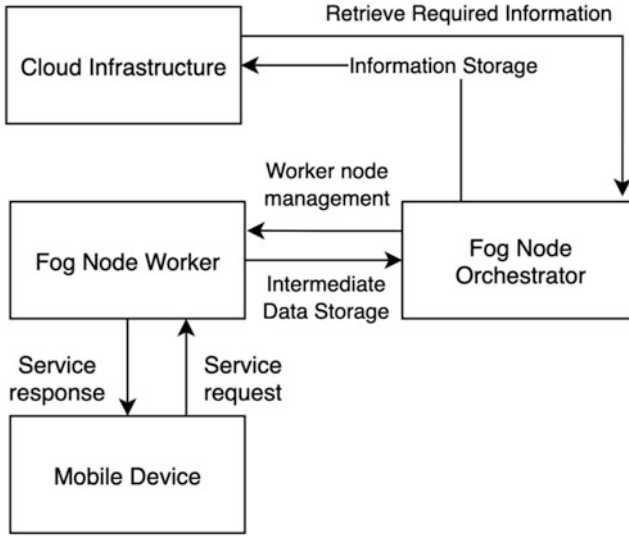 Retrieve Required Information
Cloud Infrastructure
Information Storage
Worker node
management
Fog Node Worker
Fog Node
Orchestrator
Intermediate
Data Storage
Service
response
Service
request
Mobile Device